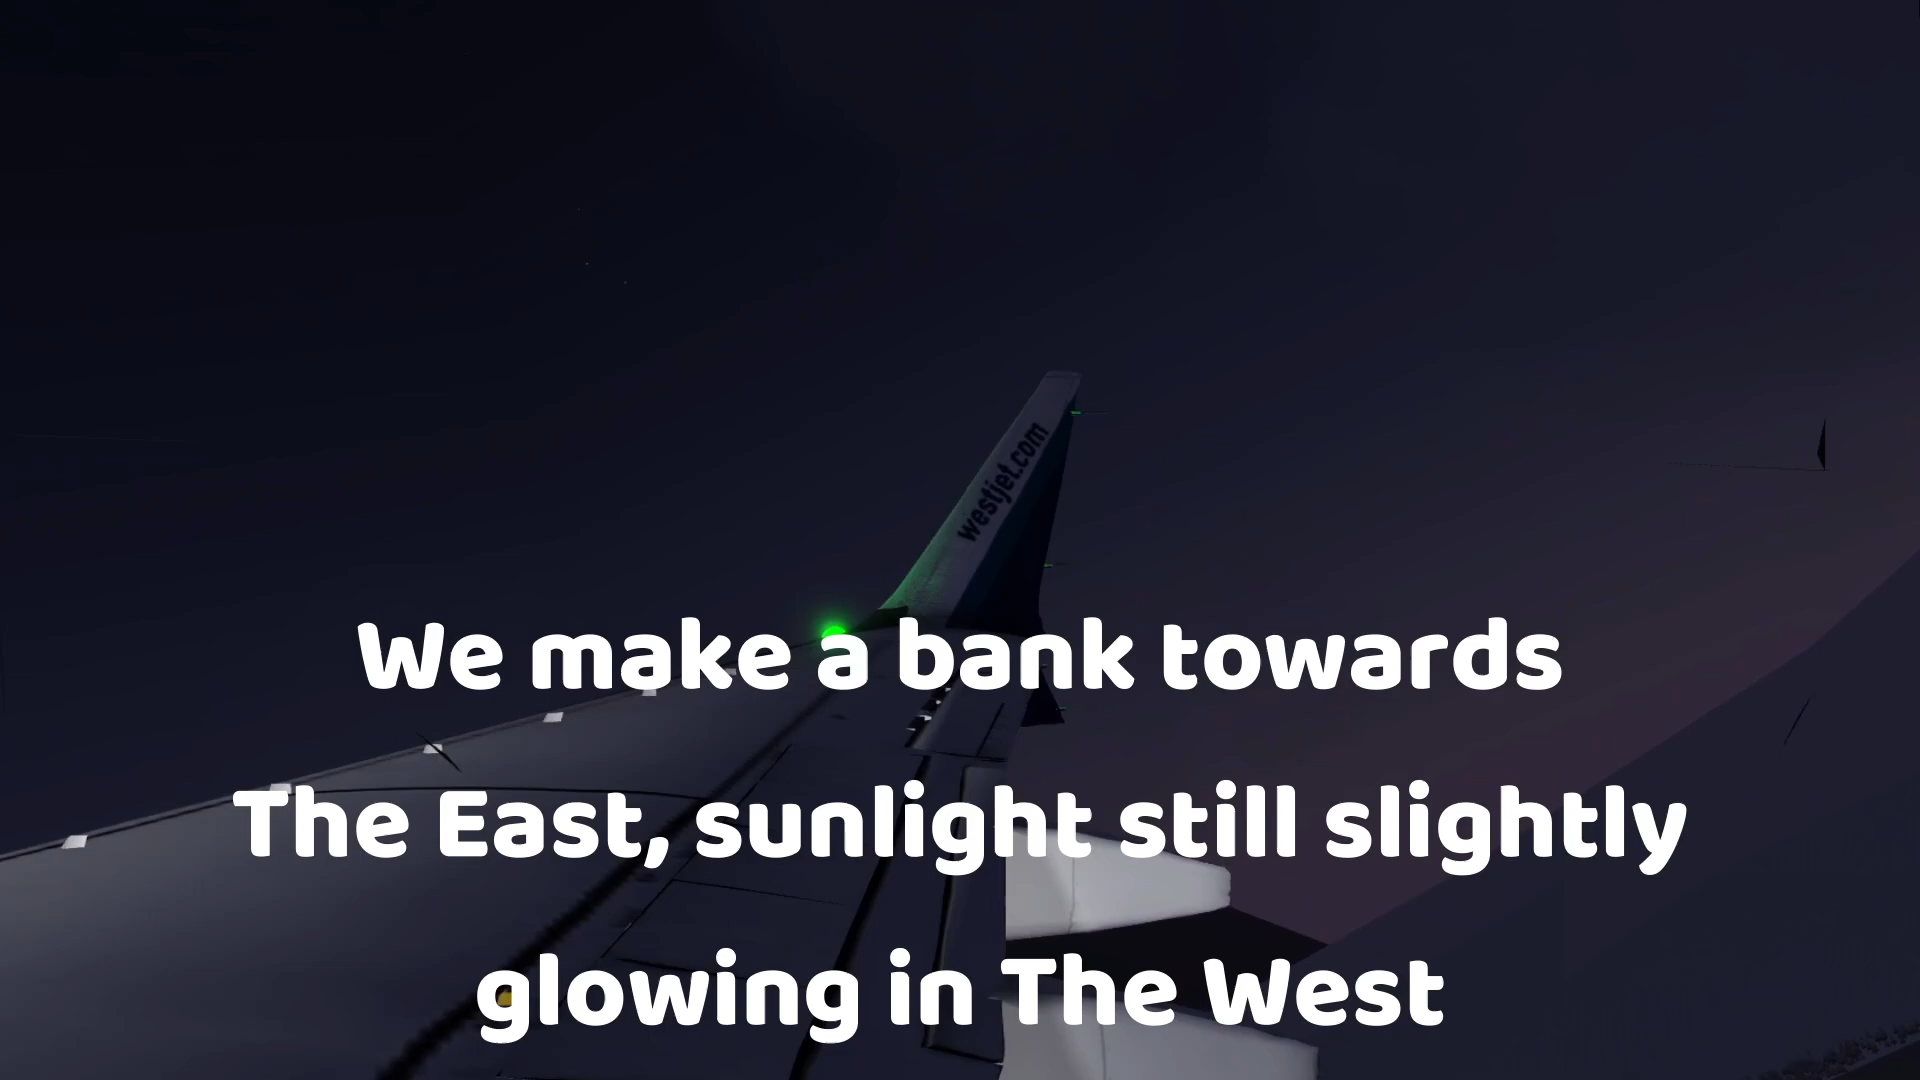 westjet.com
We make a bank towards
The East, sunlight still slightly
glowing in The West